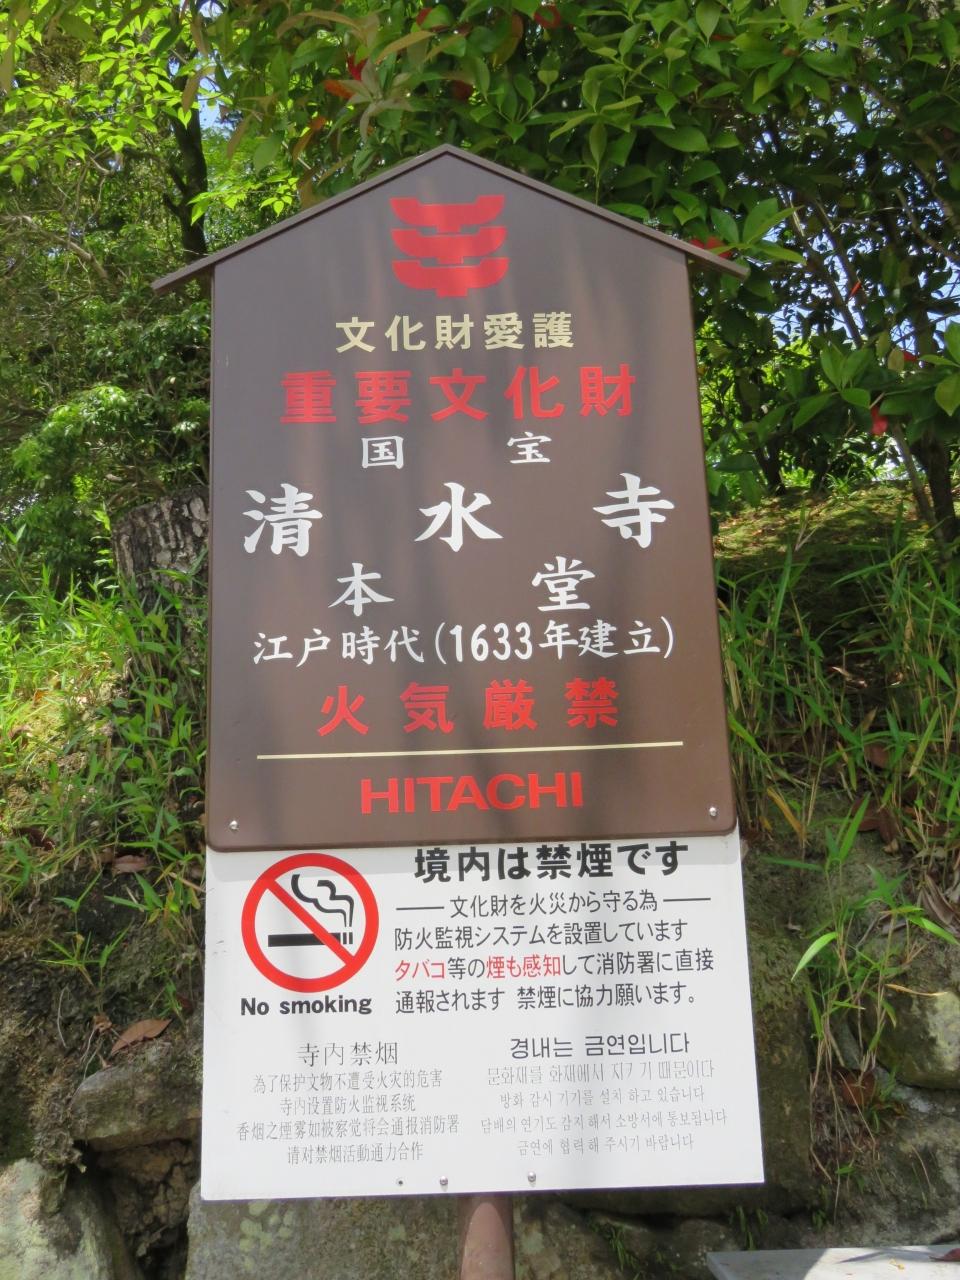 文化財愛護
重要文化財
国宝
清水寺
本堂
江戸時代(1633年建立)
火気厳禁
HITACHI
境内は禁煙です
文化財を火災から守る為
防火監視システムを設置しています
タバコ等の煙も感知して消防署に直接
通報されます 禁煙に協力願います。
No smoking
寺内禁烟
為了保护文物不遭受火灾的危害
寺内设置防火监视系统
香烟之煙雾如被察觉将会通报消防署
请对禁烟活動通力合作
경내는 금연입니다
문화재를 화재에서 지키기 때문이다
방화 감시 기기를 설치 하고 있습니다
담배의 연기도 감지 해서 소방서에 통보됩니다
금연에 협력 해 주시기 바랍니다